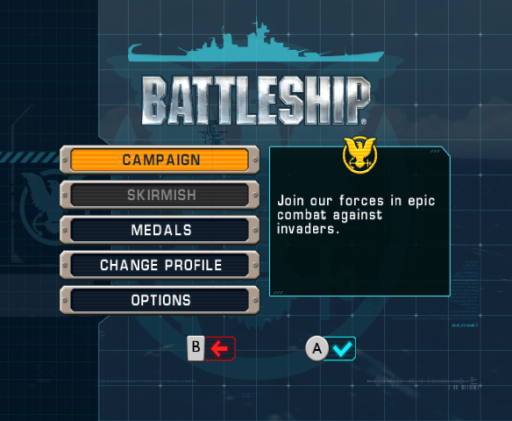 BATTLESHIP®
CAMPAIGN
SKIRMISH
MEDALS
CHANGE PROFILE
OPTIONS
Join our forces in epic
combat against
invaders.
B
A